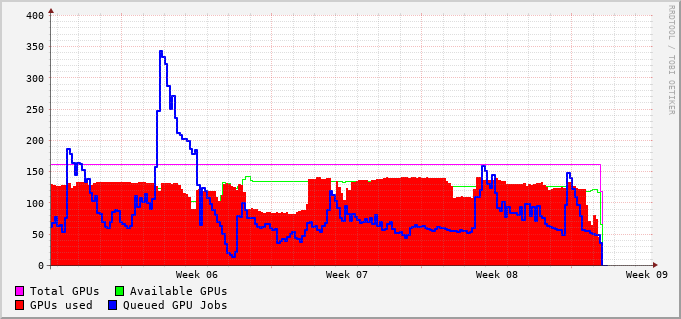 RRDTOOL / TOBI OETIKER
400
350
300
250
200
150
100
50
0
Week 06 Week 07 Week 08 Week 09
Total GPUs Available GPUs
GPUs used Queued GPU Jobs